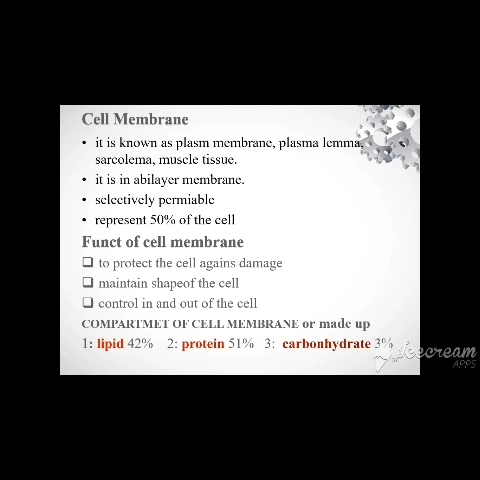 Cell Membrane
• it is known as plasm membrane, plasma lemma,
sarcolema, muscle tissue.
• it is in abilayer membrane.
• selectively permiable
• represent 50% of the cell
Funct of cell membrane
❑ to protect the cell agains damage
❑ maintain shapeof the cell
❑ control in and out of the cell
COMPARTMET OF CELL MEMBRANE or made up
1: lipid 42% 2: protein 51% 3: carbonhydrate 3%
icecream
APPS